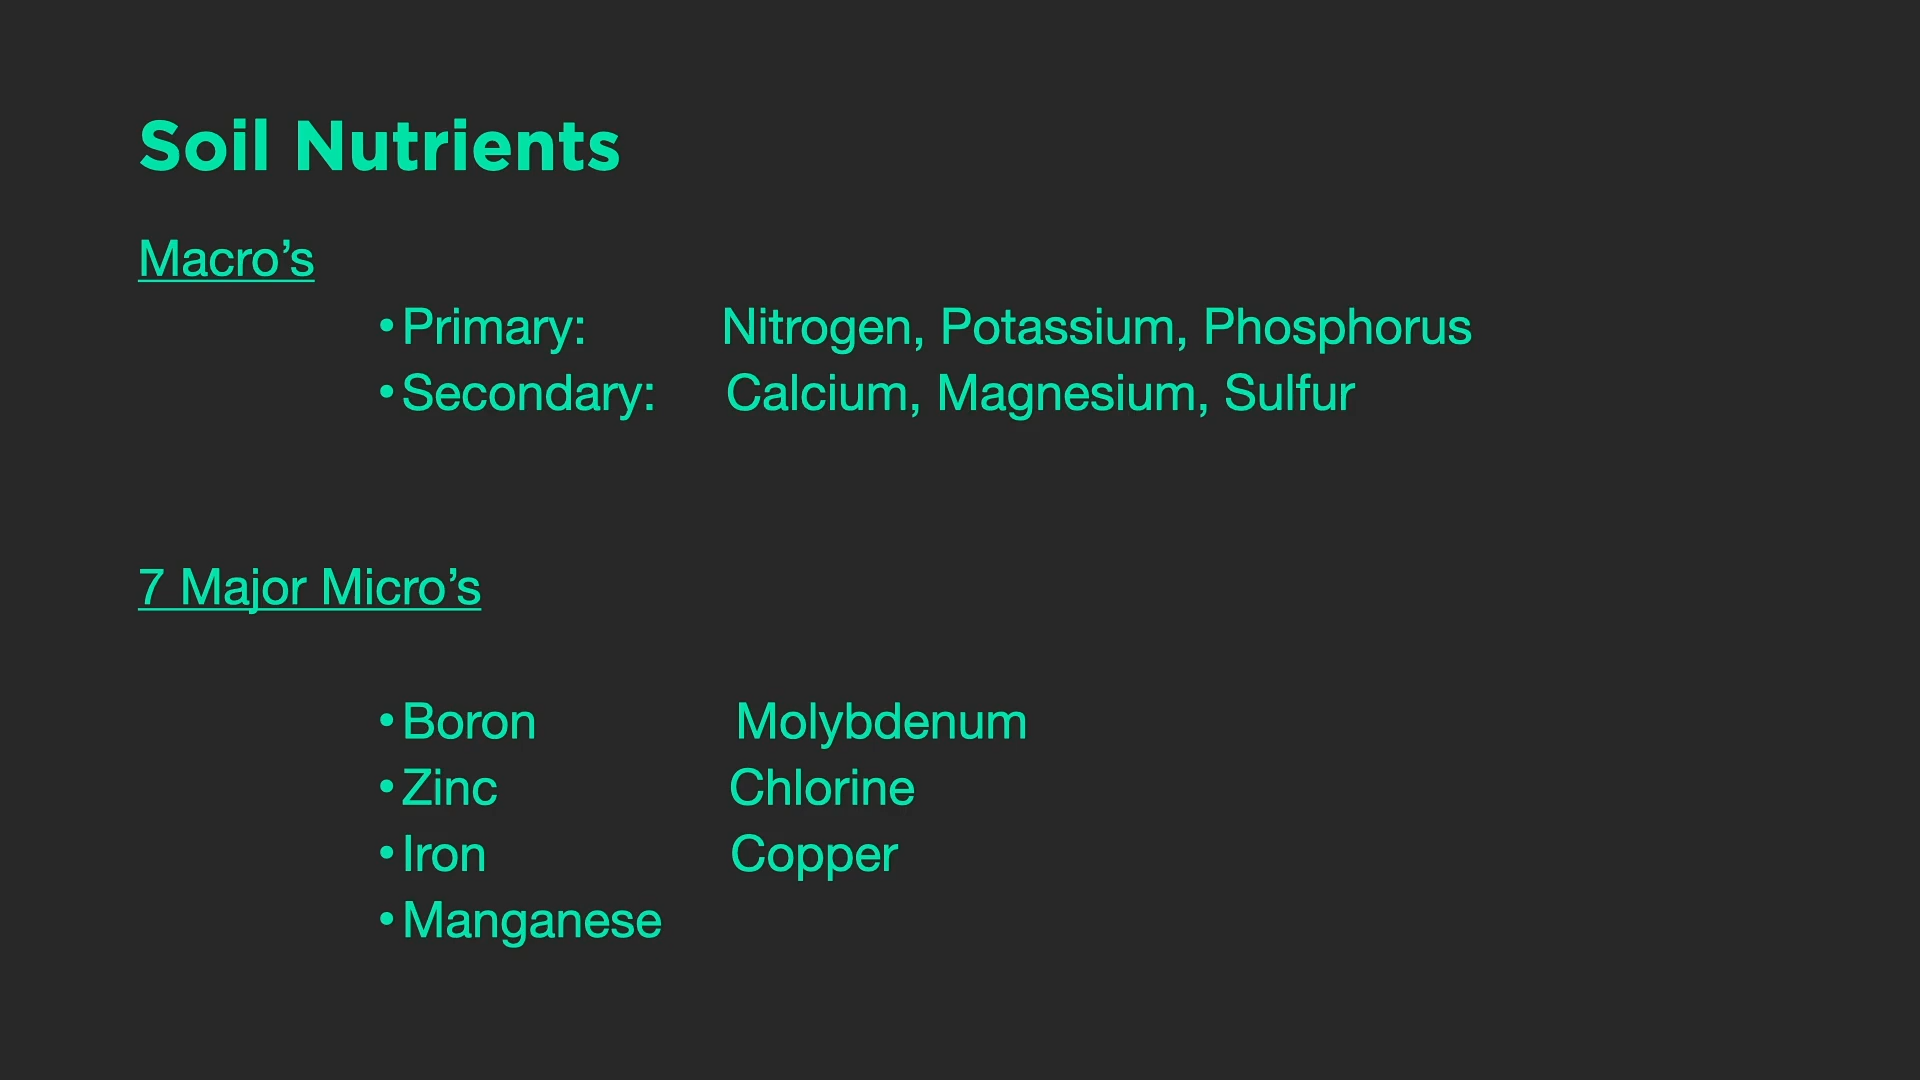 Soil Nutrients
Macro’s
•Primary: Nitrogen, Potassium, Phosphorus
•Secondary: Calcium, Magnesium, Sulfur
7 Major Micro’s
•Boron Molybdenum
•Zinc Chlorine
•Iron Copper
•Manganese